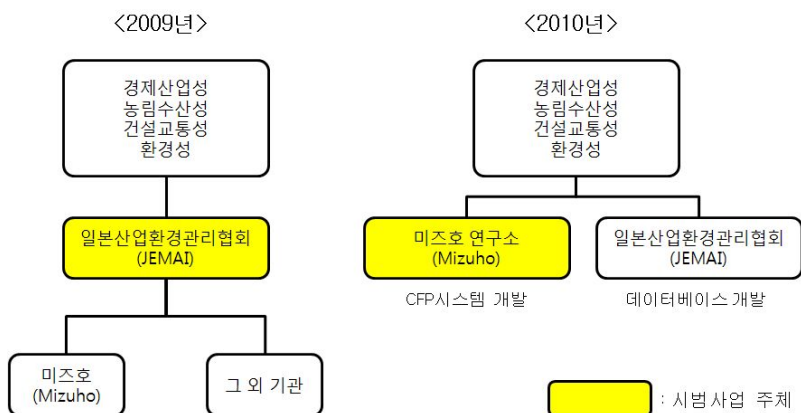 <2009년>
경제산업성
농림수산성
건설교통성
환경성
일본산업환경관리협회
(JEMAI)
미즈호
(Mizuho)
그 외 기관
<2010년>
경제산업성
농림수산성
건설교통성
환경성
미즈호 연구소
(Mizuho)
CFP시스템 개발
일본산업환경관리협회
(JEMAI)
데이터베이스개발
: 시범사업 주체